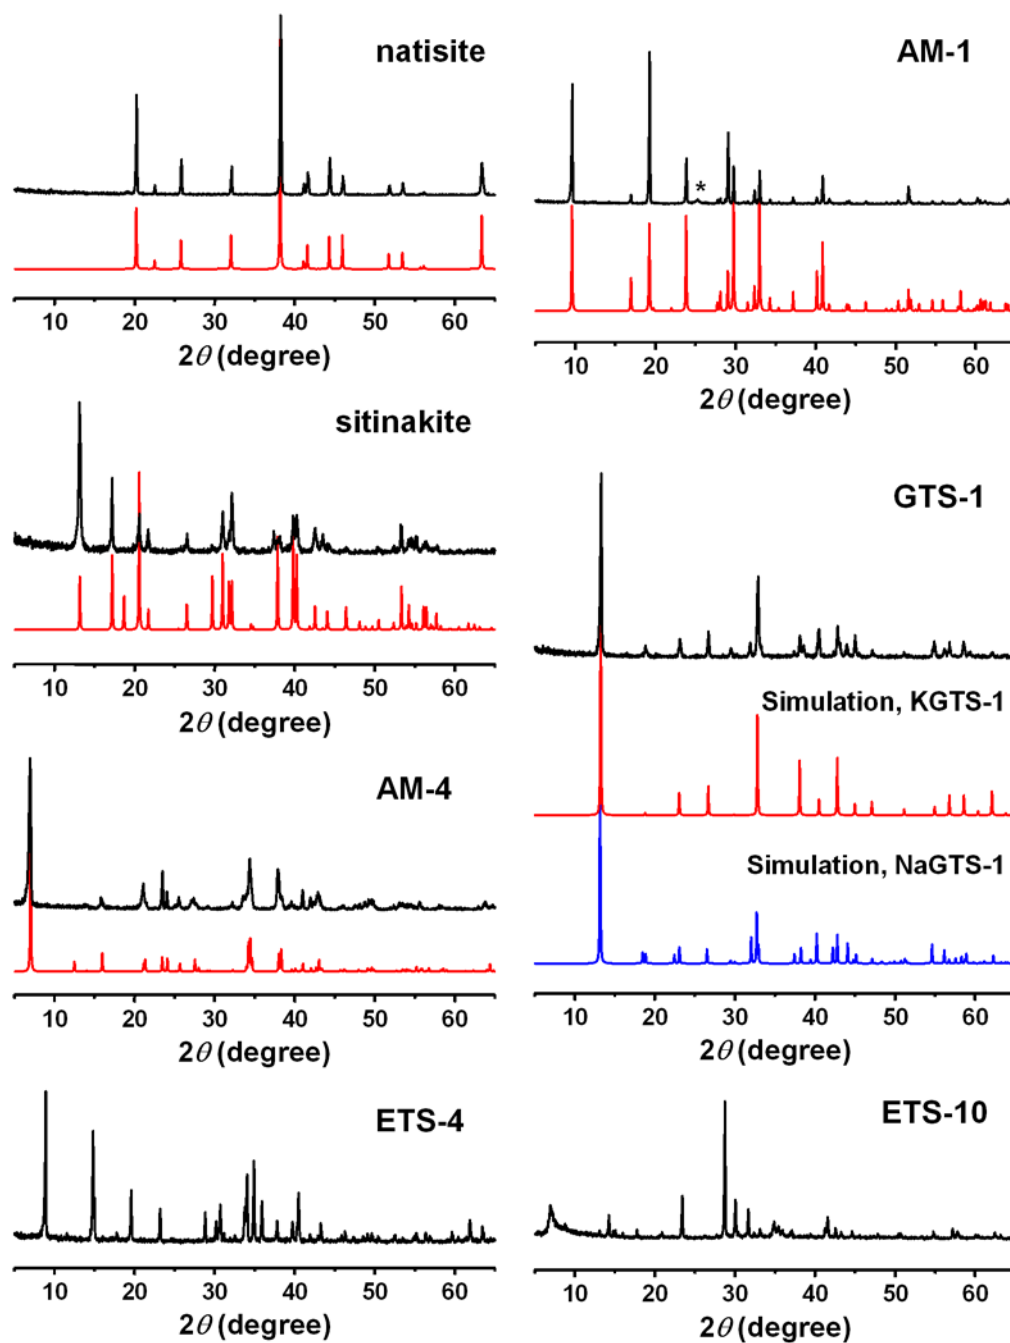 natisite
10 20 30 40 50 60
2θ (degree)
AM-1
*
10 20 30 40 50 60
2θ (degree)
sitinakite
10 20 30 40 50 60
2θ (degree)
GTS-1
Simulation, KGTS-1
Simulation, NaGTS-1
10 20 30 40 50 60
2θ (degree)
AM-4
10 20 30 40 50 60
2θ (degree)
ETS-4
10 20 30 40 50 60
2θ (degree)
ETS-10
10 20 30 40 50 60
2θ (degree)